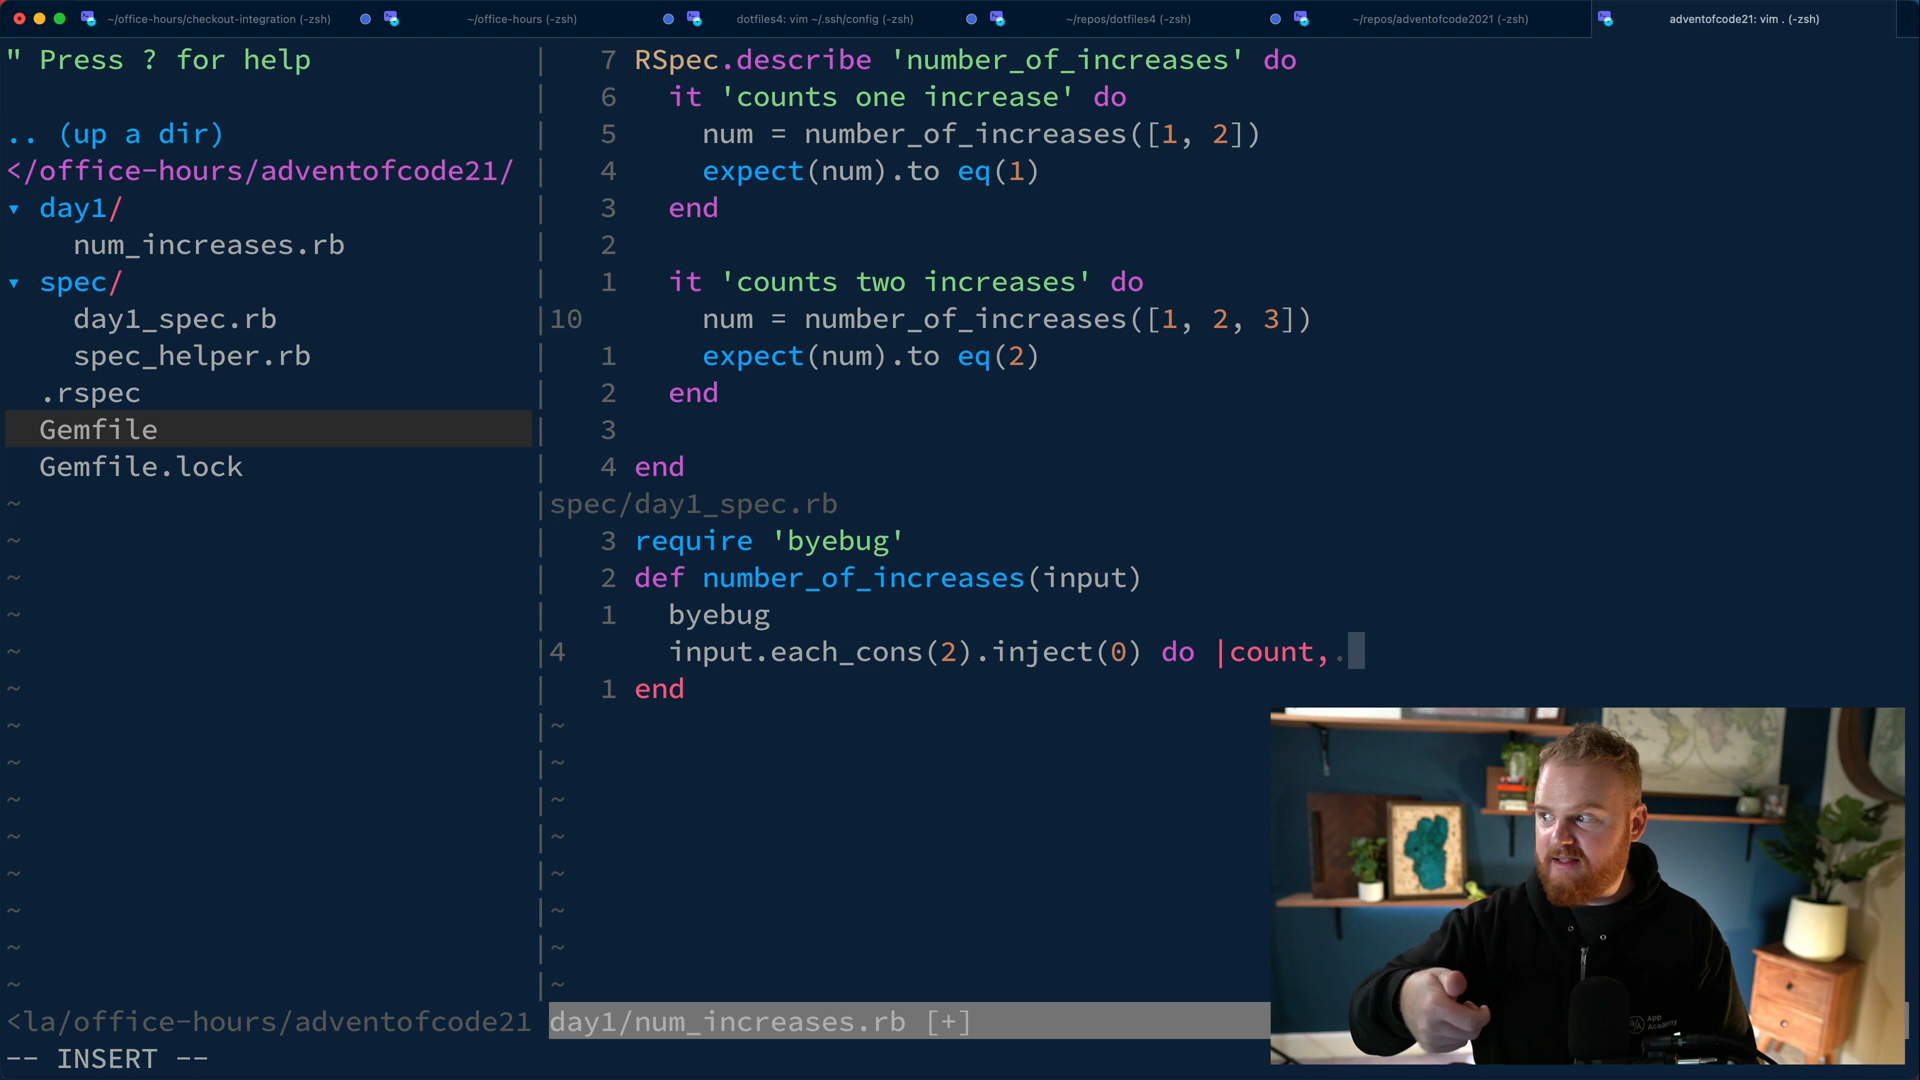 ~/office-hours/checkout-integration (-zsh)
~/office-hours (-zsh)
dotfiles4: vim ~/.ssh/config (-zsh)
~/repos/dotfiles4 (-zsh)
~/repos/adventofcode2021 (-zsh)
adventofcode21: vim . (-zsh)
" Press ? for help
.. (up a dir)
</office-hours/adventofcode21/
▾ day1/
num_increases.rb
▾ spec/
day1_spec.rb
spec_helper.rb
.rspec
Gemfile
Gemfile.lock
~
~
~
~
~
~
~
~
~
~
~
~
~
~
<la/office-hours/adventofcode21
-- INSERT --
7 RSpec.describe 'number_of_increases' do
6 it 'counts one increase' do
5 num = number_of_increases([1, 2])
4 expect(num).to eq(1)
3 end
2
1 it 'counts two increases' do
10 num = number_of_increases([1, 2, 3])
1 expect(num).to eq(2)
2 end
3
4 end
spec/day1_spec.rb
3 require 'byebug'
2 def number_of_increases(input)
1 byebug
4 input.each_cons(2).inject(0) do |count,.
1 end
~
~
~
~
~
~
~
~
day1/num_increases.rb [+]
App
Academy